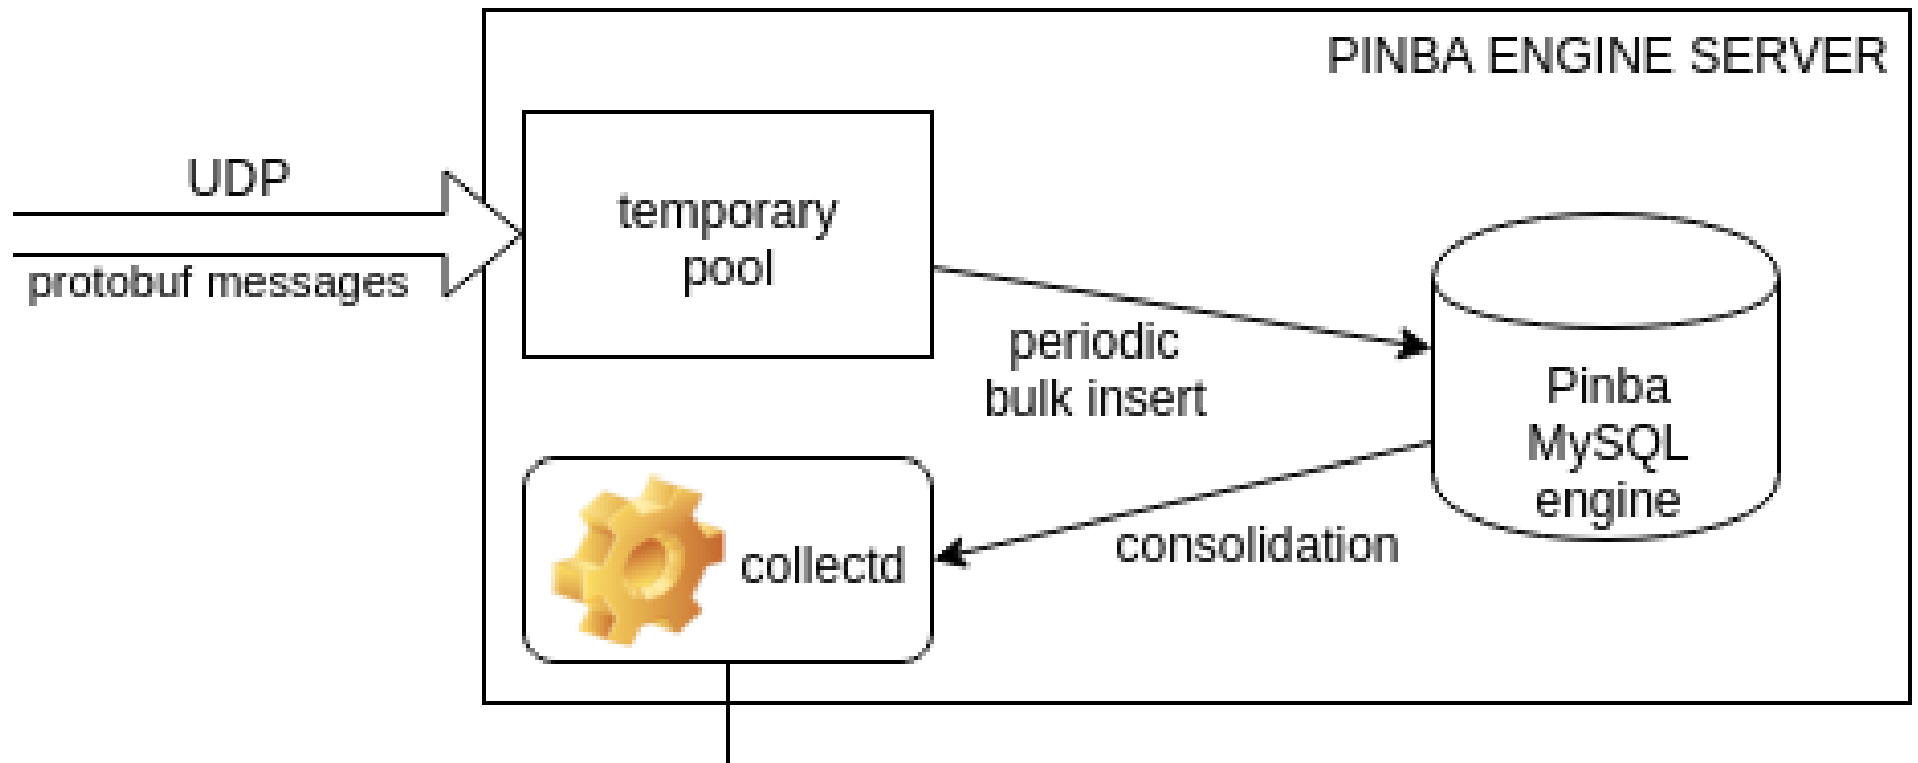 PINBA ENGINE SERVER
UDP
protobuf messages
temporary
pool
periodic
bulk insert
Pinba
MySQL
engine
consolidation
collectd